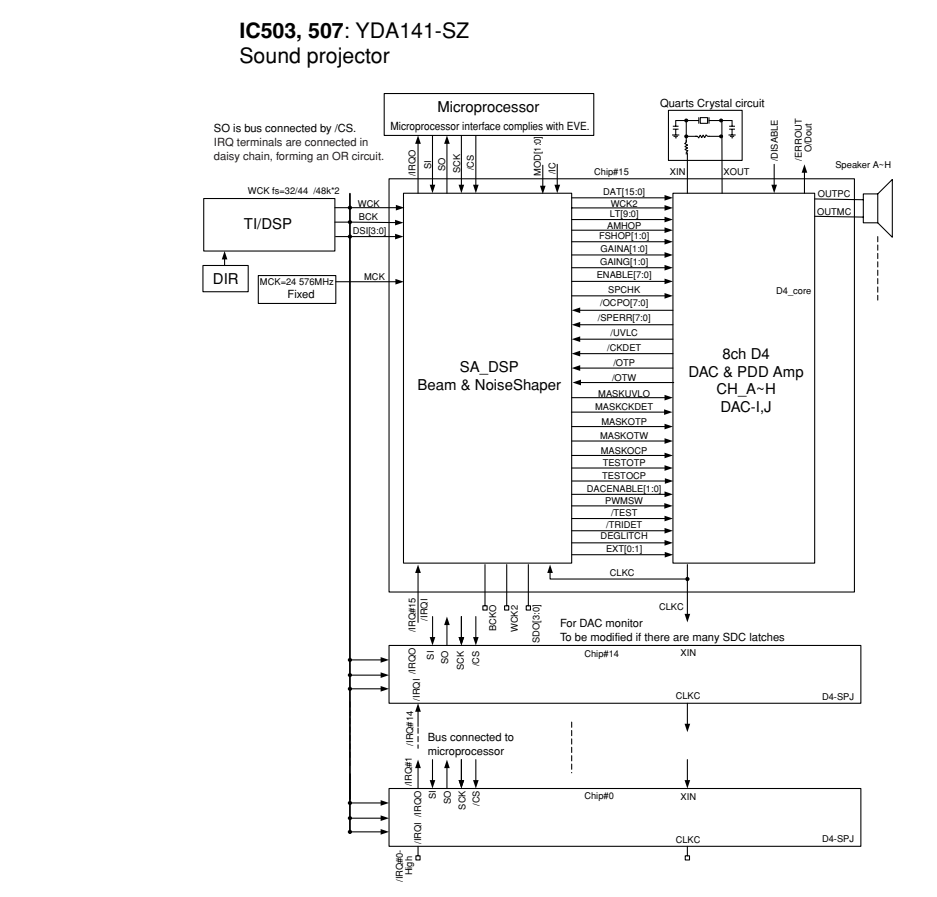 IC503, 507: YDA141-SZ
Sound projector
Microprocessor
Microprocessor interface complies with EVE.
Quarts Crystal circuit
SO is bus connected by /CS.
IRQ terminals are connected in
daisy chain, forming an OR circuit.
/IRQO
SI
SO
SCK
/CS
MOD[1:0]
/IC
/DISABLE
/ERROUT
O/Dout
Chip#15
XIN
XOUT
Speaker A~H
WCK fs=32/44 /48k*2
TI/DSP
WCK
BCK
DSI[3:0]
DIR
MCK=24 576MHz
Fixed
MCK
SA_DSP
Beam & NoiseShaper
DAT[15:0]
WCK2
LT[9:0]
AMHOP
FSHOP[1:0]
GAINA[1:0]
GAING[1:0]
ENABLE[7:0]
SPCHK
/OCPO[7:0]
/SPERR[7:0]
/UVLC
/CKDET
/OTP
/OTW
MASKUVLO
MASKCKDET
MASKOTP
MASKOTW
MASKOCP
TESTOTP
TESTOCP
DACENABLE[1:0]
PWMSW
/TEST
/TRIDET
DEGLITCH
EXT[0:1]
CLKC
OUTPC
OUTMC
D4_core
8ch D4
DAC & PDD Amp
CH_A~H
DAC-I,J
/IRQ#15
/IRQI
BCKO
WCK2
SDO[3:0]
CLKC
For DAC monitor
To be modified if there are many SDC latches
SI
SO
SCK
/CS
/IRQO
/IRQI
Chip#14
XIN
CLKC
D4-SPJ
/IRQ#14
Bus connected to
microprocessor
/IRQ#1
SI
SO
SCK
/CS
/IRQO
/IRQI
Chip#0
XIN
CLKC
D4-SPJ
/IRQ#0-
High